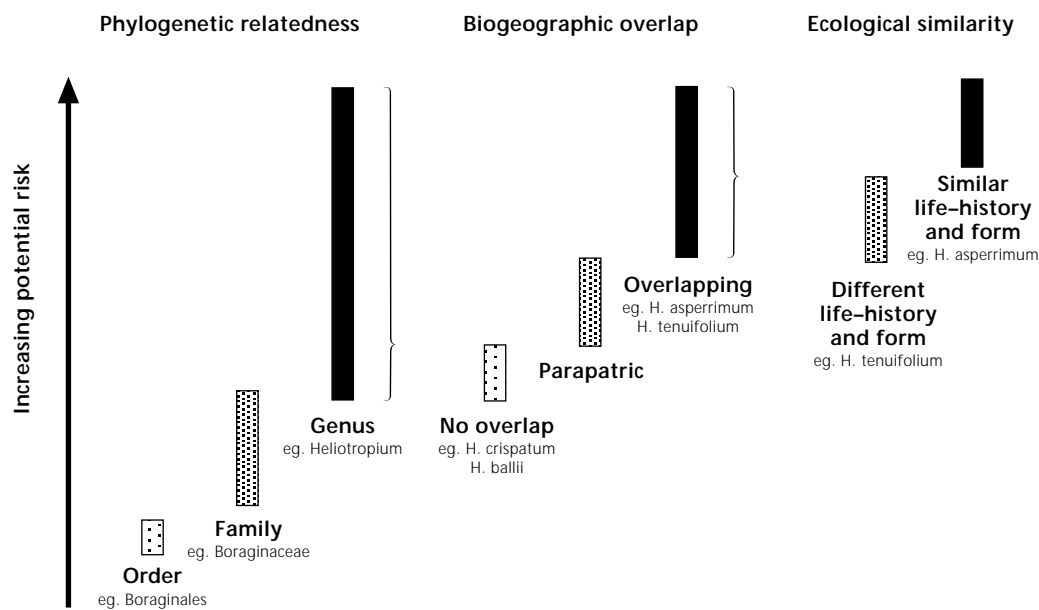 Phylogenetic relatedness
Biogeographic overlap
Ecological similarity
Increasing potential risk
Order
eg. Boraginales
Family
eg. Boraginaceae
Genus
eg. Heliotropium
No overlap
eg. H. crispatum
H. ballii
Parapatric
Overlapping
eg. H. asperrimum
H. tenuifolium
Different
life–history
and form
eg. H. tenuifolium
Similar
life–history
and form
eg. H. asperrimum